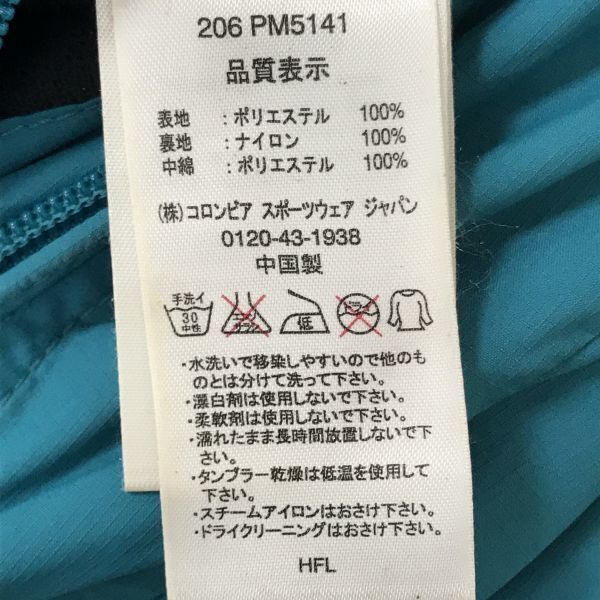 206 PM5141
品質表示
表地 : ポリエステル 100%
裏地 : ナイロン 100%
中綿 : ポリエステル 100%
(株)コロンビア スポーツウェア ジャパン
0120-43-1938
中国製
手洗イ
30
中性
低
・水洗いで移染しやすいので他のも
のとは分けて洗って下さい。
・漂白剤は使用しないで下さい。
・柔軟剤は使用しないで下さい。
・濡れたまま長時間放置しないで下
さい。
・タンブラー乾燥は低温を使用して
下さい。
・スチームアイロンはおさけ下さい。
・ドライクリーニングはおさけ下さい。
HFL